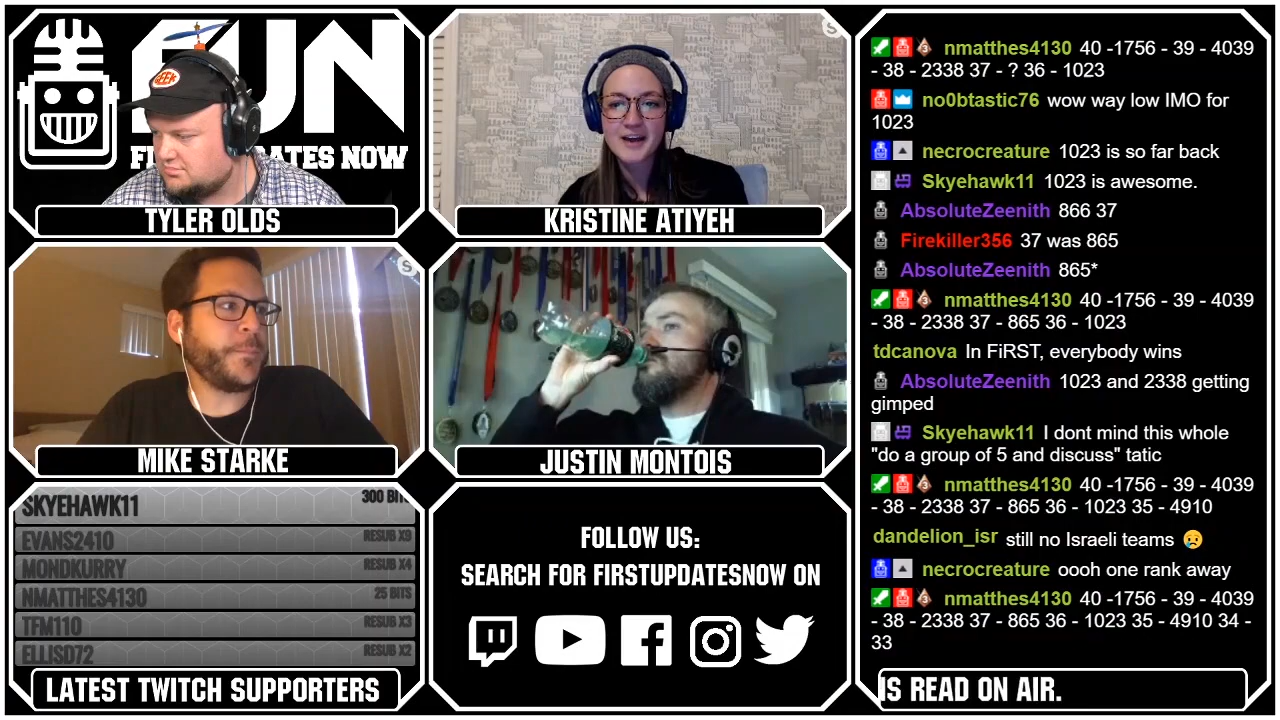 FUN
FIRST UPDATES NOW
GEEK
TYLER OLDS
KRISTINE ATIYEH
MIKE STARKE
JUSTIN MONTOIS
SKYEHAWK11 300 BITS
EVANS2410 RESUB X9
MONDKURRY RESUB X4
NMATTHES4130 25 BITS
TFM110 RESUB X3
ELLISD72 RESUB X2
LATEST TWITCH SUPPORTERS
FOLLOW US:
SEARCH FOR FIRSTUPDATESNOW ON
nmatthes4130 40 -1756 - 39 - 4039
- 38 - 2338 37 - ? 36 - 1023
no0btastic76 wow way low IMO for
1023
necrocreature 1023 is so far back
Skyehawk11 1023 is awesome.
AbsoluteZeenith 866 37
Firekiller356 37 was 865
AbsoluteZeenith 865*
nmatthes4130 40 -1756 - 39 - 4039
- 38 - 2338 37 - 865 36 - 1023
tdcanova In FiRST, everybody wins
AbsoluteZeenith 1023 and 2338 getting
gimped
Skyehawk11 I dont mind this whole
"do a group of 5 and discuss" tatic
nmatthes4130 40 -1756 - 39 - 4039
- 38 - 2338 37 - 865 36 - 1023 35 - 4910
dandelion_isr still no Israeli teams 😢
necrocreature oooh one rank away
nmatthes4130 40 -1756 - 39 - 4039
- 38 - 2338 37 - 865 36 - 1023 35 - 4910 34 -
33
IS READ ON AIR.